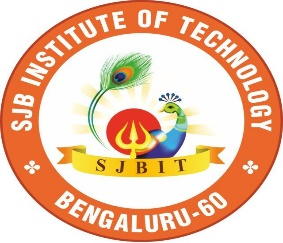 SJB INSTITUTE OF TECHNOLOGY
SJBIT
BENGALURU-60